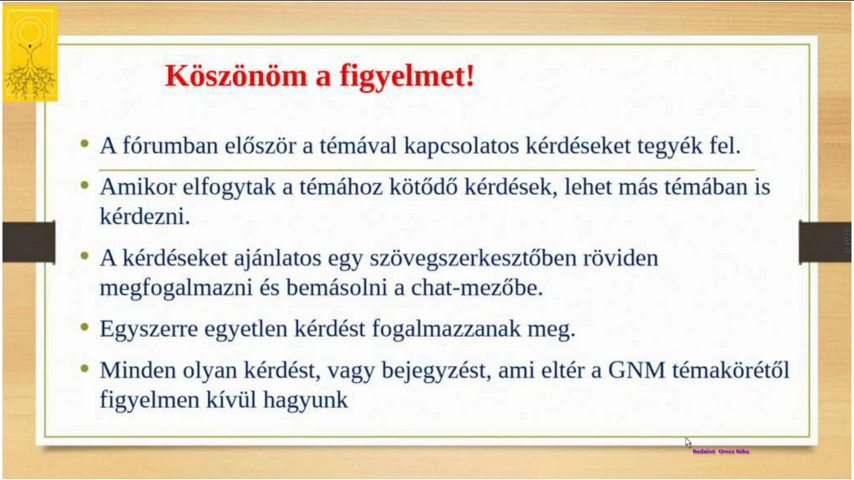 Köszönöm a figyelmet!
A fórumban először a témával kapcsolatos kérdéseket tegyék fel.
Amikor elfogytak a témához kötődő kérdések, lehet más témában is
kérdezni.
A kérdéseket ajánlatos egy szövegszerkesztőben röviden
megfogalmazni és bemásolni a chat-mezőbe.
Egyszerre egyetlen kérdést fogalmazzanak meg.
Minden olyan kérdést, vagy bejegyzést, ami eltér a GNM témakörétől
figyelmen kívül hagyunk